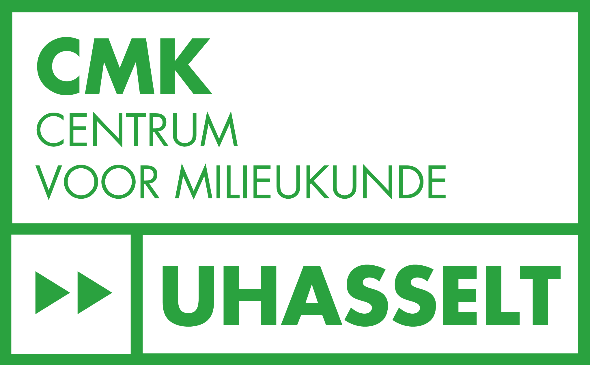 CMK
CENTRUM
VOOR MILIEUKUNDE
UHASSELT